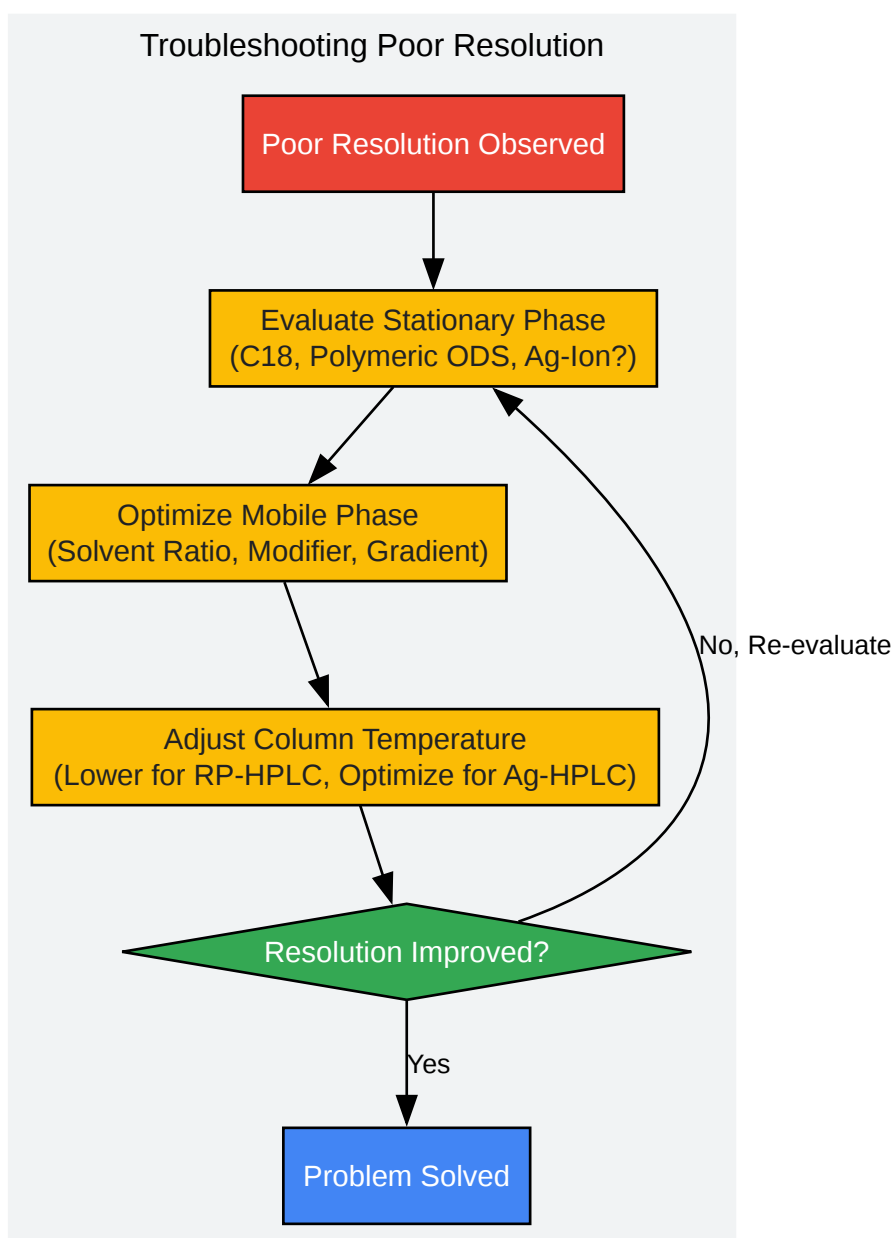 Troubleshooting Poor Resolution
Poor Resolution Observed
Evaluate Stationary Phase
(C18, Polymeric ODS, Ag-Ion?)
Optimize Mobile Phase
(Solvent Ratio, Modifier, Gradient)
No, Re-evaluate
Adjust Column Temperature
(Lower for RP-HPLC, Optimize for Ag-HPLC)
Resolution Improved?
Yes
Problem Solved